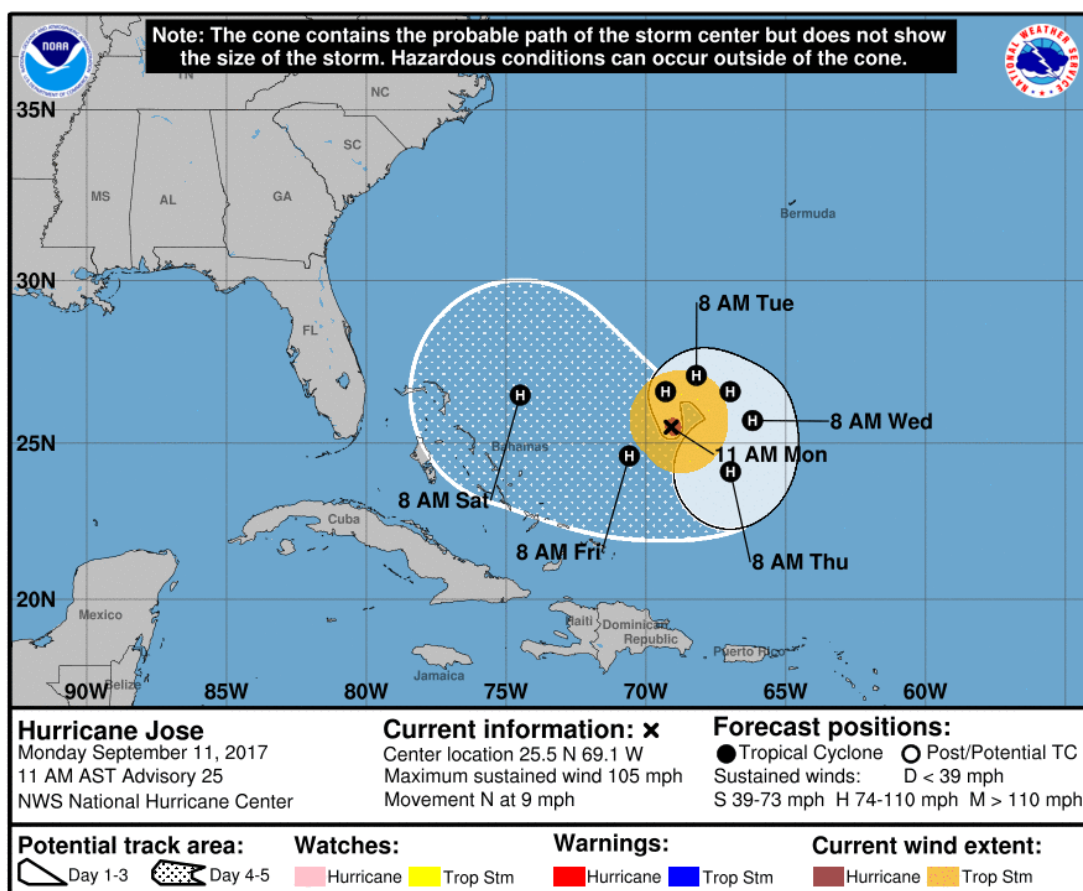 Note: The cone contains the probable path of the storm center but does not show
the size of the storm. Hazardous conditions can occur outside of the cone.
NOAA
NATIONAL WEATHER SERVICE
TN
NC
35N
SC
MS
AL
GA
Bermuda
30N
8 AM Tue
FL
H
H
H
H
H
8 AM Wed
25N
Bahamas
11 AM Mon
H
H
8 AM Sat
Cuba
8 AM Fri
8 AM Thu
20N
Mexico
Haiti
Dominican
Republic
Puerto Rico
Jamaica
Belize
90W 85W 80W 75W 70W 65W 60W
Hurricane Jose
Monday September 11, 2017
11 AM AST Advisory 25
NWS National Hurricane Center
Current information:
Center location 25.5 N 69.1 W
Maximum sustained wind 105 mph
Movement N at 9 mph
Forecast positions:
Tropical Cyclone Post/Potential TC
Sustained winds: D < 39 mph
S 39-73 mph H 74-110 mph M > 110 mph
Potential track area:
Day 1-3 Day 4-5
Watches:
Hurricane Trop Stm
Warnings:
Hurricane Trop Stm
Current wind extent:
Hurricane Trop Stm